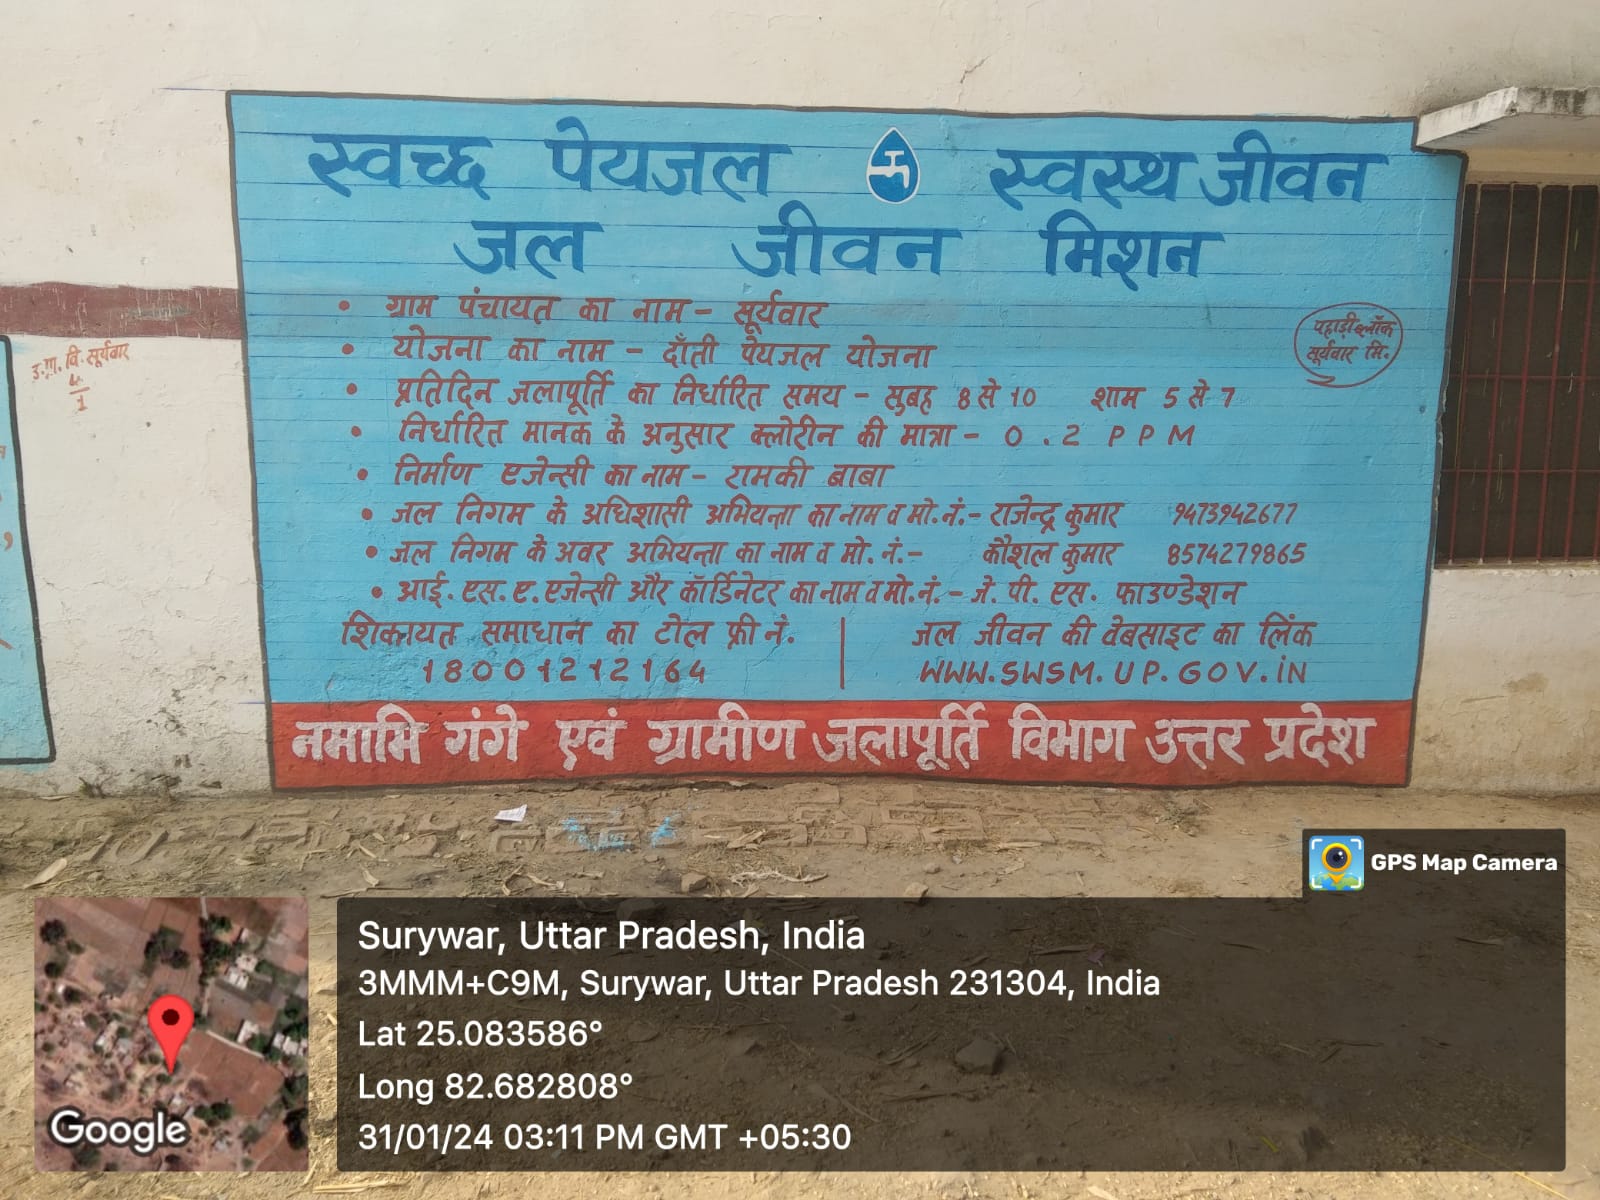 स्वच्छ पेयजल स्वस्थ जीवन
जल जीवन मिशन
• ग्राम पंचायत का नाम – सूर्यवार
• योजना का नाम – दाँती पेयजल योजना
• प्रतिदिन जलापूर्ति का निर्धारित समय – सुबह 8 से 10 शाम 5 से 7
• निर्धारित मानक के अनुसार क्लोरीन की मात्रा – 0.2 PPM
• निर्माण एजेन्सी का नाम – रामकी बाबा
• जल निगम के अधिशासी अभियन्ता का नाम व मो.नं.– राजेन्द्र कुमार 9473942677
• जल निगम के अवर अभियन्ता का नाम व मो. नं.– कौशल कुमार 8574279865
• आई.एस.ए.एजेन्सी और कॉर्डिनेटर का नाम व मो.नं.– जे. पी. एस. फाउण्डेशन
शिकायत समाधान का टोल फ्री नं.
18001212164
जल जीवन की वेबसाइट का लिंक
WWW.SWSM.UP.GOV.iN
नमामि गंगे एवं ग्रामीण जलापूर्ति विभाग उत्तर प्रदेश
पहाड़ी ब्लॉक
सूर्यवार मि.
उ.प्रा.वि.सूर्यवार
GPS Map Camera
Surywar, Uttar Pradesh, India
3MMM+C9M, Surywar, Uttar Pradesh 231304, India
Lat 25.083586°
Long 82.682808°
31/01/24 03:11 PM GMT +05:30
Google